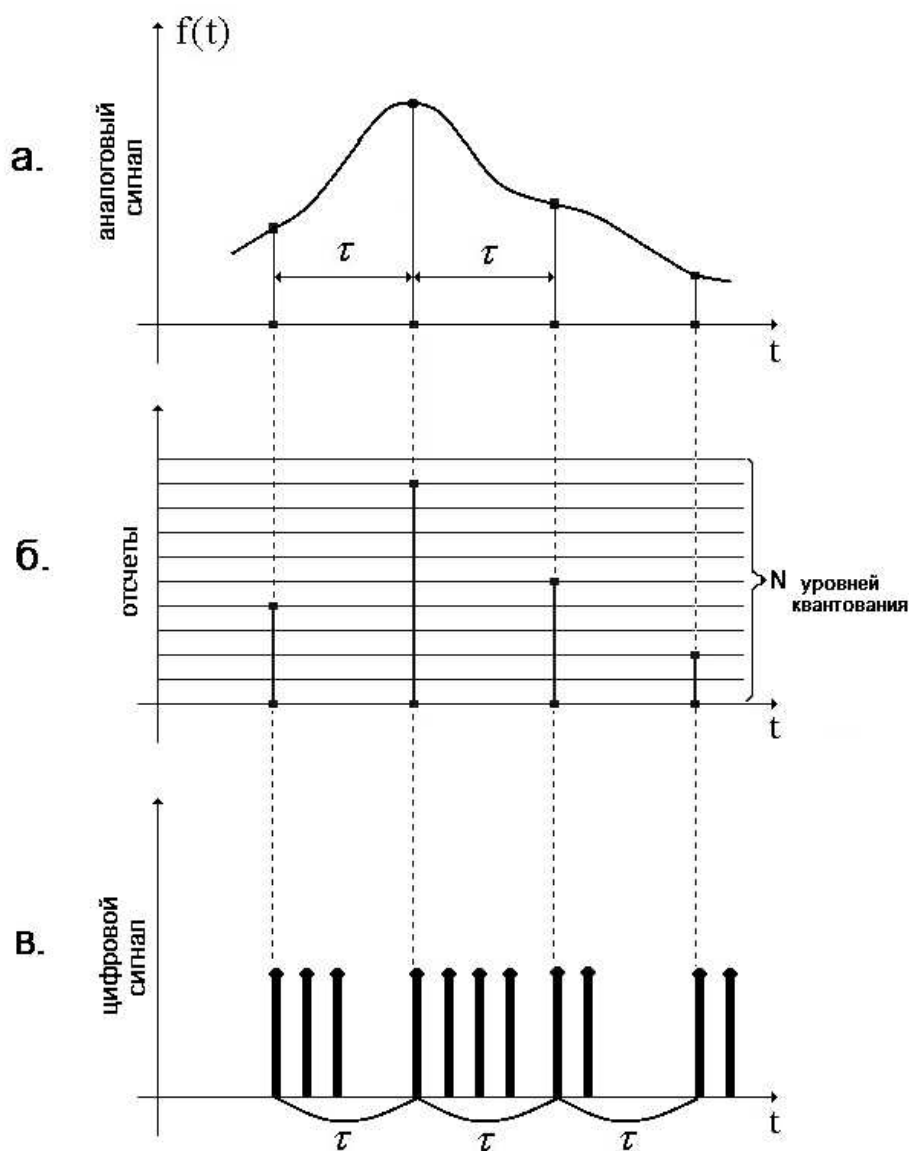 f(t)
а.
аналоговый
сигнал
τ
τ
t
б.
отсчеты
N уровней
квантования
t
в.
цифровой
сигнал
t
τ
τ
τ